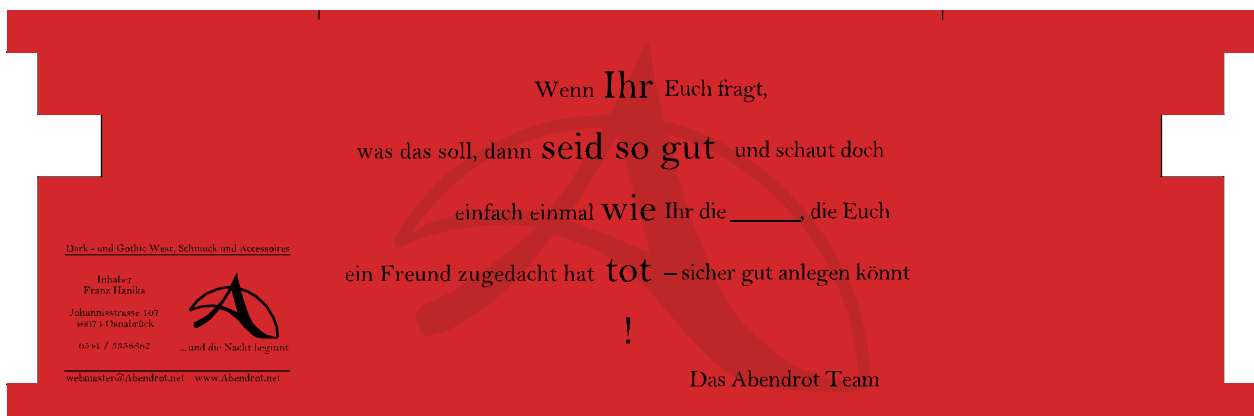 Wenn Ihr Euch fragt,
was das soll, dann seid so gut und schaut doch
einfach einmal wie Ihr die ______, die Euch
ein Freund zugedacht hat tot – sicher gut anlegen könnt
!
Das Abendrot Team
Dark - und Gothic Wear, Schmuck und Accessoires
Inhaber
Franz Hanika
Johannisstrasse 107
Osnabrück
0541 /
...und die Nacht beginnt
webmaster@Abendrot.net www.Abendrot.net